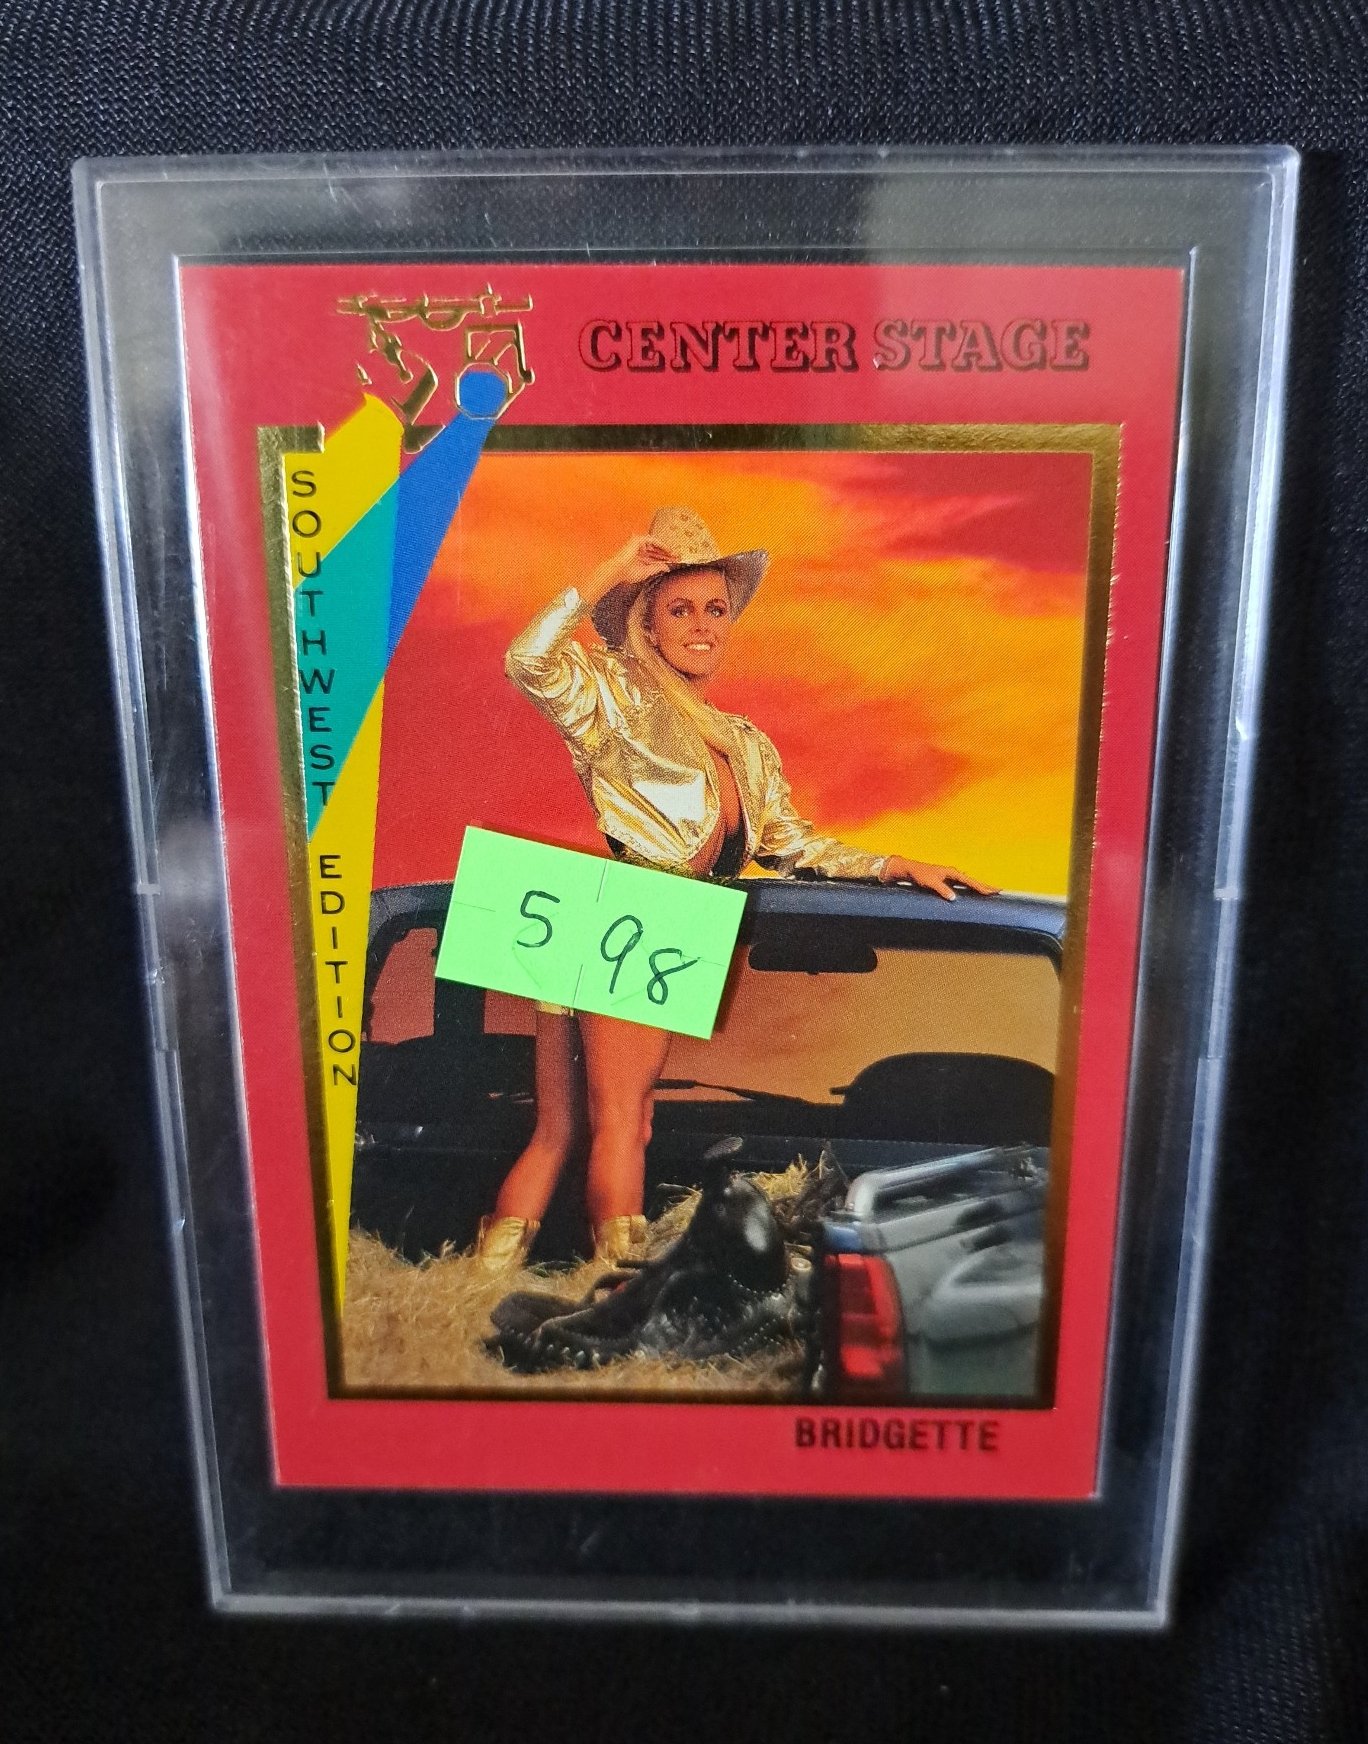 CENTER STAGE
SOUTHWEST EDITION
5 98
BRIDGETTE